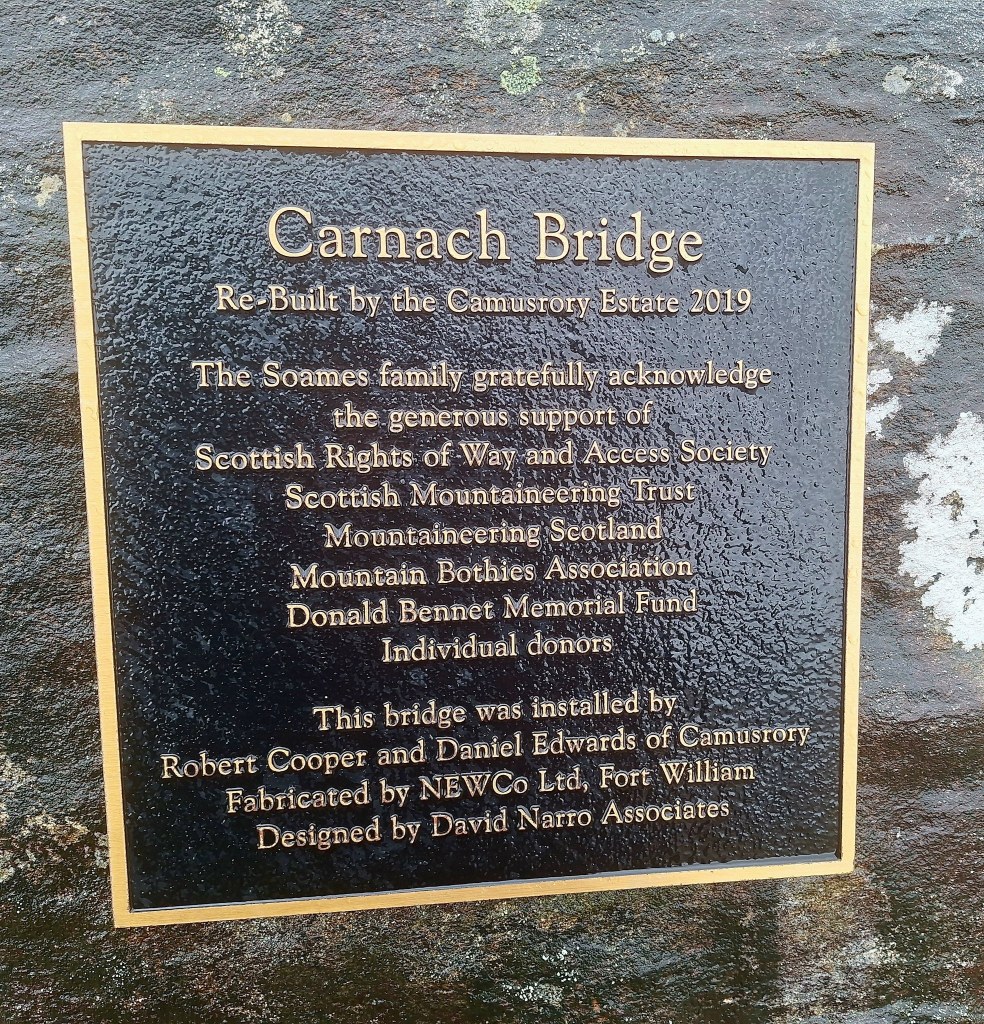 Carnach Bridge
Re-Built by the Camusrory Estate 2019
The Soames family gratefully acknowledge
the generous support of
Scottish Rights of Way and Access Society
Scottish Mountaineering Trust
Mountaineering Scotland
Mountain Bothies Association
Donald Bennet Memorial Fund
Individual donors
This bridge was installed by
Robert Cooper and Daniel Edwards of Camusrory
Fabricated by NEWCo Ltd, Fort William
Designed by David Narro Associates